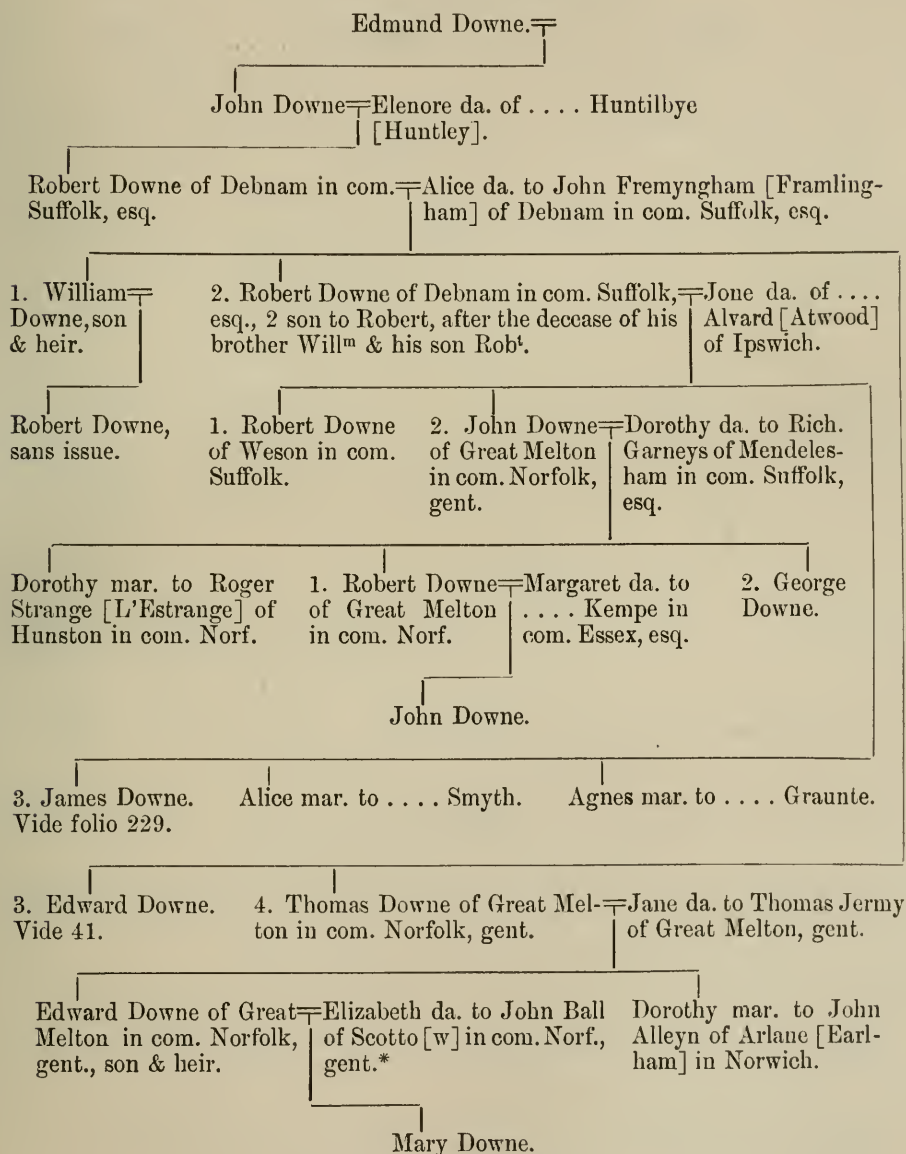 Edmund Downe.
John Downe Elenore da. of . . . . Huntilbye
[Huntley].
Robert Downe of Debnam in com.
Suffolk, esq.
Alice da. to John Fremyngham [Framling-
ham] of Debnam in com. Suffolk, esq.
1. William
Downe, son
& heir.
2. Robert Downe of Debnam in com. Suffolk,
esq., 2 son to Robert, after the decease of his
brother Willᵐ & his son Robᵗ.
Jone da. of . . . .
Alvard [Atwood]
of Ipswich.
Robert Downe,
sans issue.
1. Robert Downe
of Weson in com.
Suffolk.
2. John Downe
of Great Melton
in com. Norfolk,
gent.
Dorothy da. to Rich.
Garneys of Mendeles-
ham in com. Suffolk,
esq.
Dorothy mar. to Roger
Strange [L'Estrange] of
Hunston in com. Norf.
1. Robert Downe
of Great Melton
in com. Norf.
Margaret da. to
. . . . Kempe in
com. Essex, esq.
2. George
Downe.
John Downe.
3. James Downe.
Vide folio 229.
Alice mar. to . . . . Smyth.
Agnes mar. to . . . . Graunte.
3. Edward Downe.
Vide 41.
4. Thomas Downe of Great Mel-
ton in com. Norfolk, gent.
Jane da. to Thomas Jermy
of Great Melton, gent.
Edward Downe of Great
Melton in com. Norfolk,
gent., son & heir.
Elizabeth da. to John Ball
of Scotto [w] in com. Norf.,
gent.*
Dorothy mar. to John
Alleyn of Arlane [Earl-
ham] in Norwich.
Mary Downe.